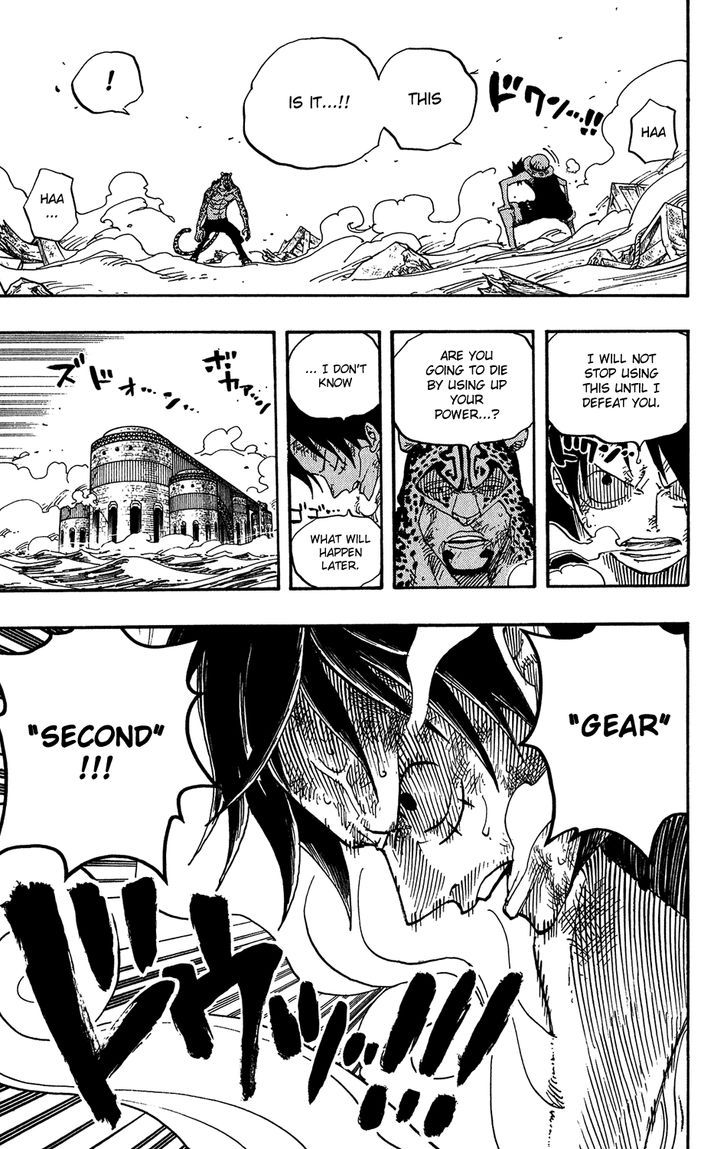 HAA
ドクン…!!
THIS
IS IT...!!
!
HAA
...
I WILL NOT
STOP USING
THIS UNTIL I
DEFEAT YOU.
ARE YOU
GOING TO DIE
BY USING UP
YOUR
POWER...?
... I DON'T
KNOW
WHAT WILL
HAPPEN
LATER.
ボカァッ…
ズドォーン…
"GEAR"
"SECOND"
!!!
ドウッ!!!